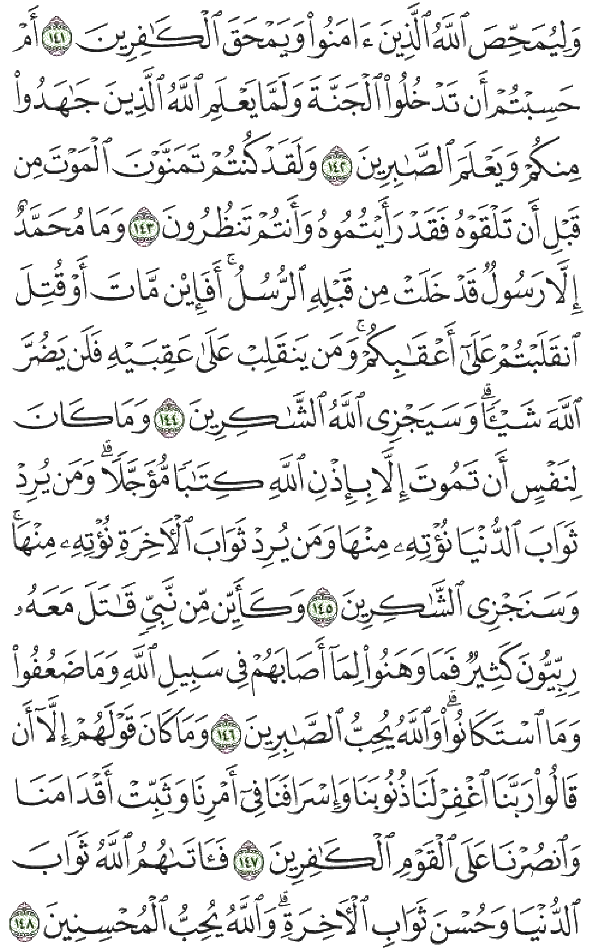 وَلِيُمَحِّصَ ٱللَّهُ ٱلَّذِينَ ءَامَنُوا۟ وَيَمْحَقَ ٱلْكَـٰفِرِينَ ١٤١ أَمْ
حَسِبْتُمْ أَن تَدْخُلُوا۟ ٱلْجَنَّةَ وَلَمَّا يَعْلَمِ ٱللَّهُ ٱلَّذِينَ جَـٰهَدُوا۟
مِنكُمْ وَيَعْلَمَ ٱلصَّـٰبِرِينَ ١٤٢ وَلَقَدْ كُنتُمْ تَمَنَّوْنَ ٱلْمَوْتَ مِن
قَبْلِ أَن تَلْقَوْهُ فَقَدْ رَأَيْتُمُوهُ وَأَنتُمْ تَنظُرُونَ ١٤٣ وَمَا مُحَمَّدٌ
إِلَّا رَسُولٌ قَدْ خَلَتْ مِن قَبْلِهِ ٱلرُّسُلُ ۚ أَفَإِي۟ن مَّاتَ أَوْ قُتِلَ
ٱنقَلَبْتُمْ عَلَىٰٓ أَعْقَـٰبِكُمْ ۚ وَمَن يَنقَلِبْ عَلَىٰ عَقِبَيْهِ فَلَن يَضُرَّ
ٱللَّهَ شَيْـًٔا ۗ وَسَيَجْزِى ٱللَّهُ ٱلشَّـٰكِرِينَ ١٤٤ وَمَا كَانَ
لِنَفْسٍ أَن تَمُوتَ إِلَّا بِإِذْنِ ٱللَّهِ كِتَـٰبًا مُّؤَجَّلًا ۗ وَمَن يُرِدْ
ثَوَابَ ٱلدُّنْيَا نُؤْتِهِۦ مِنْهَا وَمَن يُرِدْ ثَوَابَ ٱلْـَٔاخِرَةِ نُؤْتِهِۦ مِنْهَا ۚ
وَسَنَجْزِى ٱلشَّـٰكِرِينَ ١٤٥ وَكَأَيِّن مِّن نَّبِىٍّ قَـٰتَلَ مَعَهُۥ
رِبِّيُّونَ كَثِيرٌ فَمَا وَهَنُوا۟ لِمَآ أَصَابَهُمْ فِى سَبِيلِ ٱللَّهِ وَمَا ضَعُفُوا۟
وَمَا ٱسْتَكَانُوا۟ ۗ وَٱللَّهُ يُحِبُّ ٱلصَّـٰبِرِينَ ١٤٦ وَمَا كَانَ قَوْلَهُمْ إِلَّآ أَن
قَالُوا۟ رَبَّنَا ٱغْفِرْ لَنَا ذُنُوبَنَا وَإِسْرَافَنَا فِىٓ أَمْرِنَا وَثَبِّتْ أَقْدَامَنَا
وَٱنصُرْنَا عَلَى ٱلْقَوْمِ ٱلْكَـٰفِرِينَ ١٤٧ فَـَٔاتَىٰهُمُ ٱللَّهُ ثَوَابَ
ٱلدُّنْيَا وَحُسْنَ ثَوَابِ ٱلْـَٔاخِرَةِ ۗ وَٱللَّهُ يُحِبُّ ٱلْمُحْسِنِينَ ١٤٨